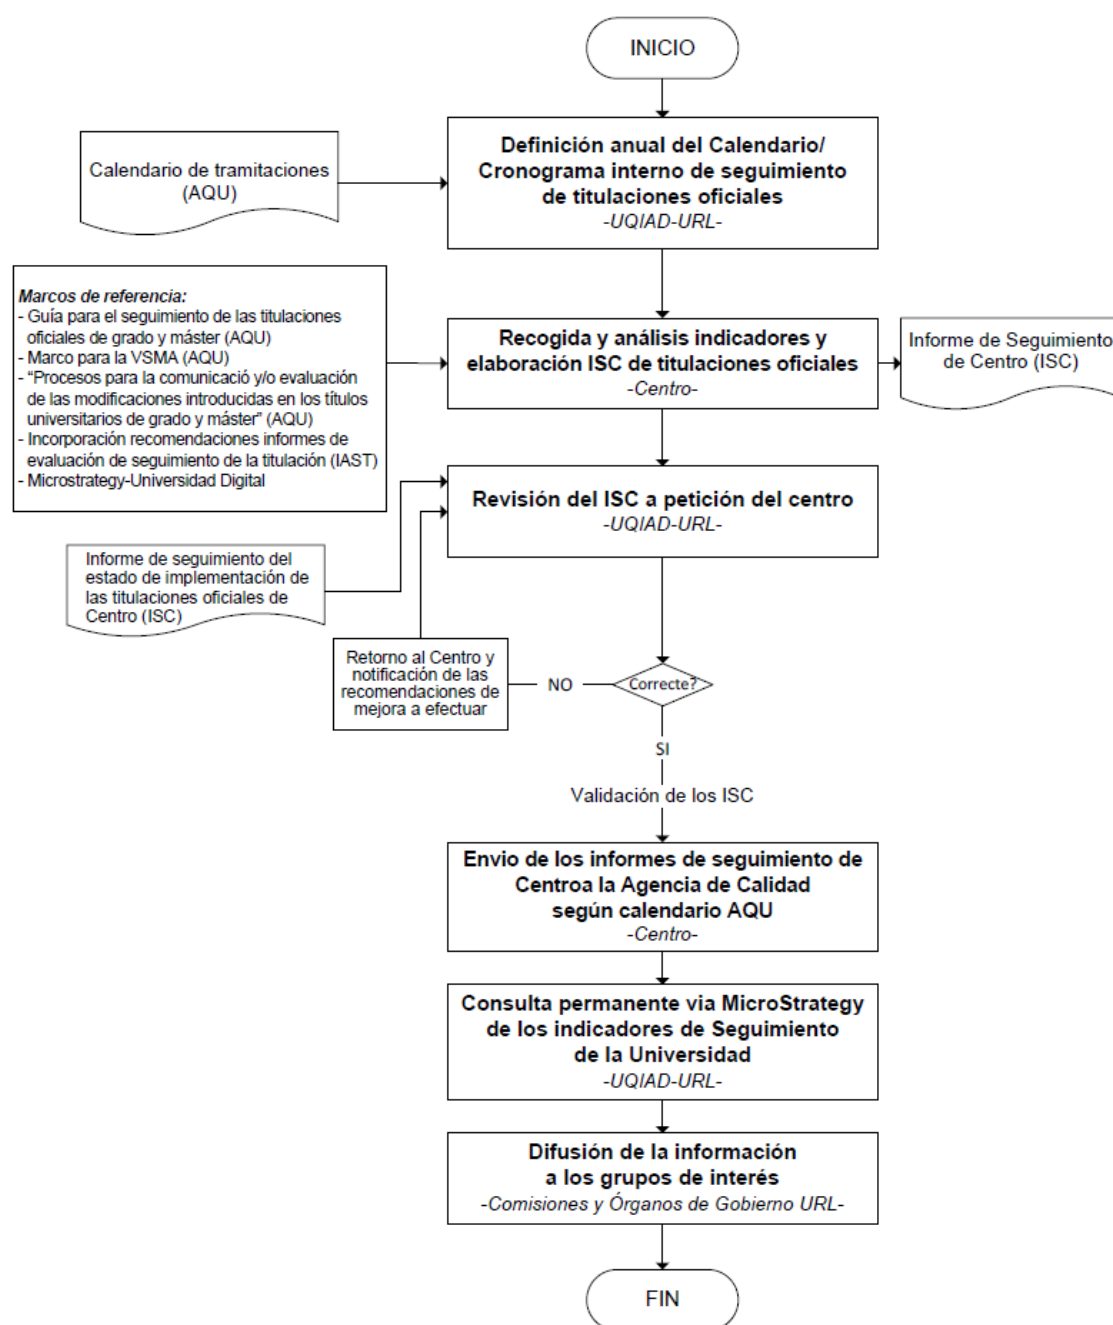 INICIO
Calendario de tramitaciones
(AQU)
Definición anual del Calendario/
Cronograma interno de seguimiento
de titulaciones oficiales
-UQIAD-URL-
Marcos de referencia:
- Guía para el seguimiento de las titulaciones
oficiales de grado y máster (AQU)
- Marco para la VSMA (AQU)
- “Procesos para la comunicació y/o evaluación
de las modificaciones introducidas en los títulos
universitarios de grado y máster” (AQU)
- Incorporación recomendaciones informes de
evaluación de seguimiento de la titulación (IAST)
- Microstrategy-Universidad Digital
Recogida y análisis indicadores y
elaboración ISC de titulaciones oficiales
-Centro-
Informe de Seguimiento
de Centro (ISC)
Revisión del ISC a petición del centro
-UQIAD-URL-
Informe de seguimiento del
estado de implementación de
las titulaciones oficiales de
Centro (ISC)
Retorno al Centro y
notificación de las
recomendaciones de
mejora a efectuar
NO
Correcte?
SI
Validación de los ISC
Envio de los informes de seguimiento de
Centroa la Agencia de Calidad
según calendario AQU
-Centro-
Consulta permanente via MicroStrategy
de los indicadores de Seguimiento
de la Universidad
-UQIAD-URL-
Difusión de la información
a los grupos de interés
-Comisiones y Órganos de Gobierno URL-
FIN